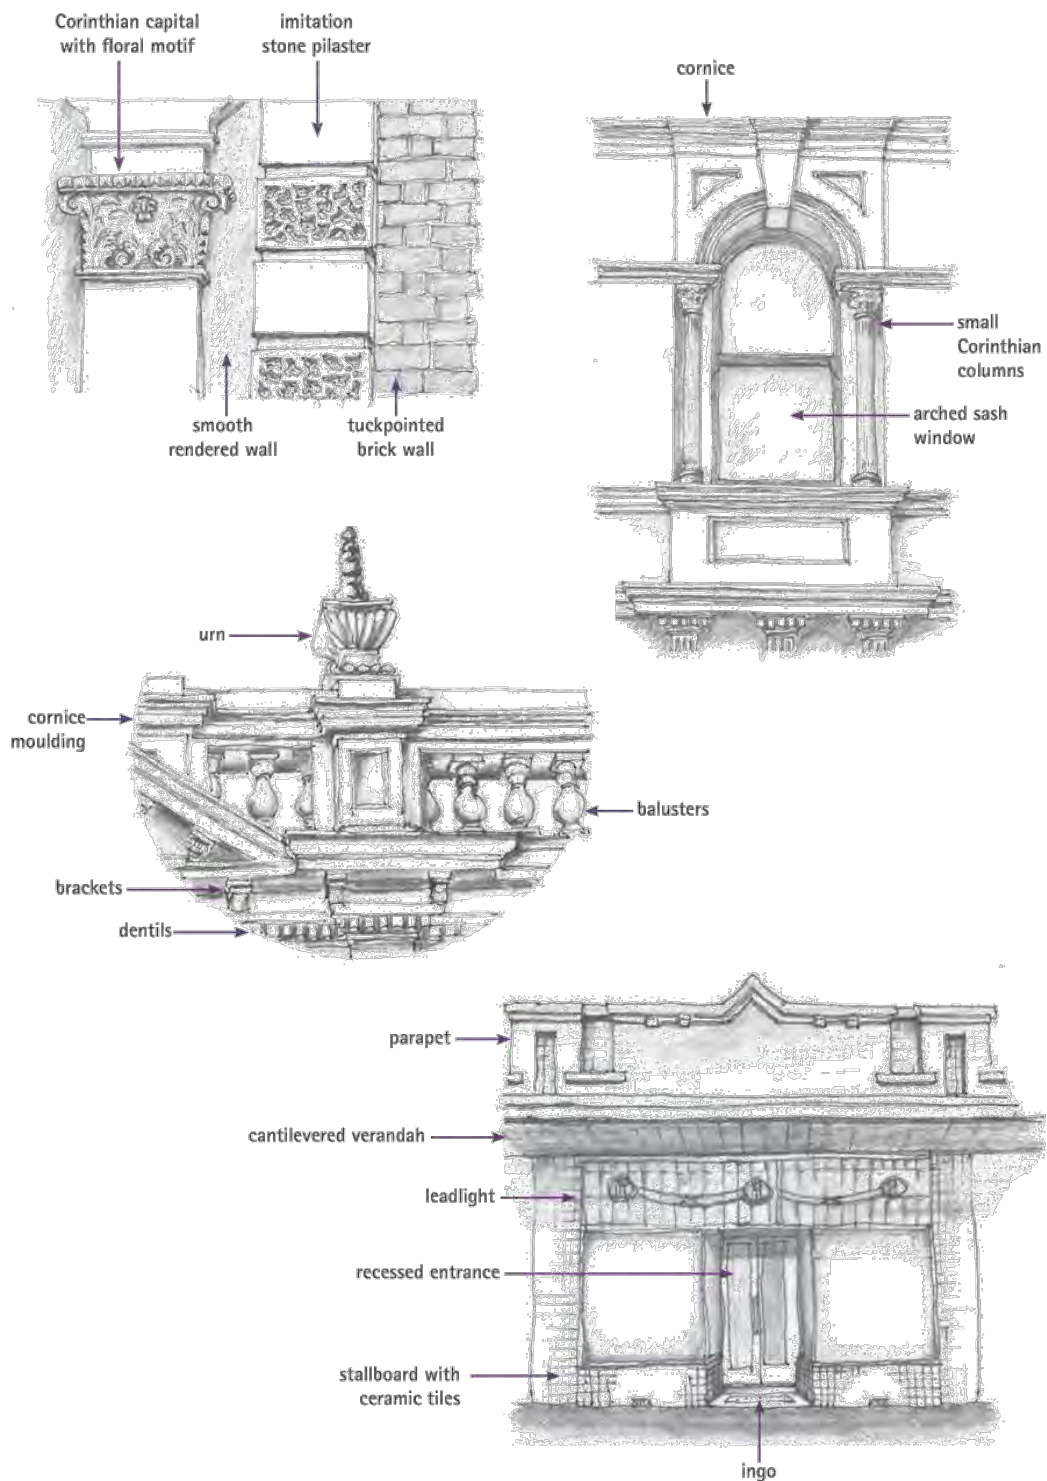 Corinthian capital
with floral motif
imitation
stone pilaster
smooth
rendered wall
tuckpointed
brick wall
cornice
small
Corinthian
columns
arched sash
window
urn
cornice
moulding
balusters
brackets
dentils
parapet
cantilevered verandah
leadlight
recessed entrance
stallboard with
ceramic tiles
ingo